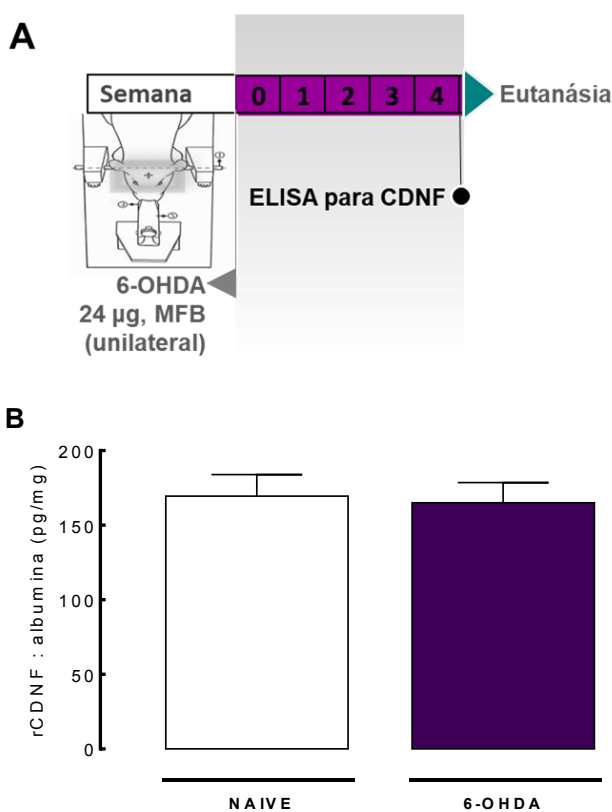 A
Semana 0 1 2 3 4 Eutanásia
ELISA para CDNF
6-OHDA
24 µg, MFB
(unilateral)
B
rCDNF : albumina (pg/mg)
200
150
100
50
0
NAIVE 6-OHDA